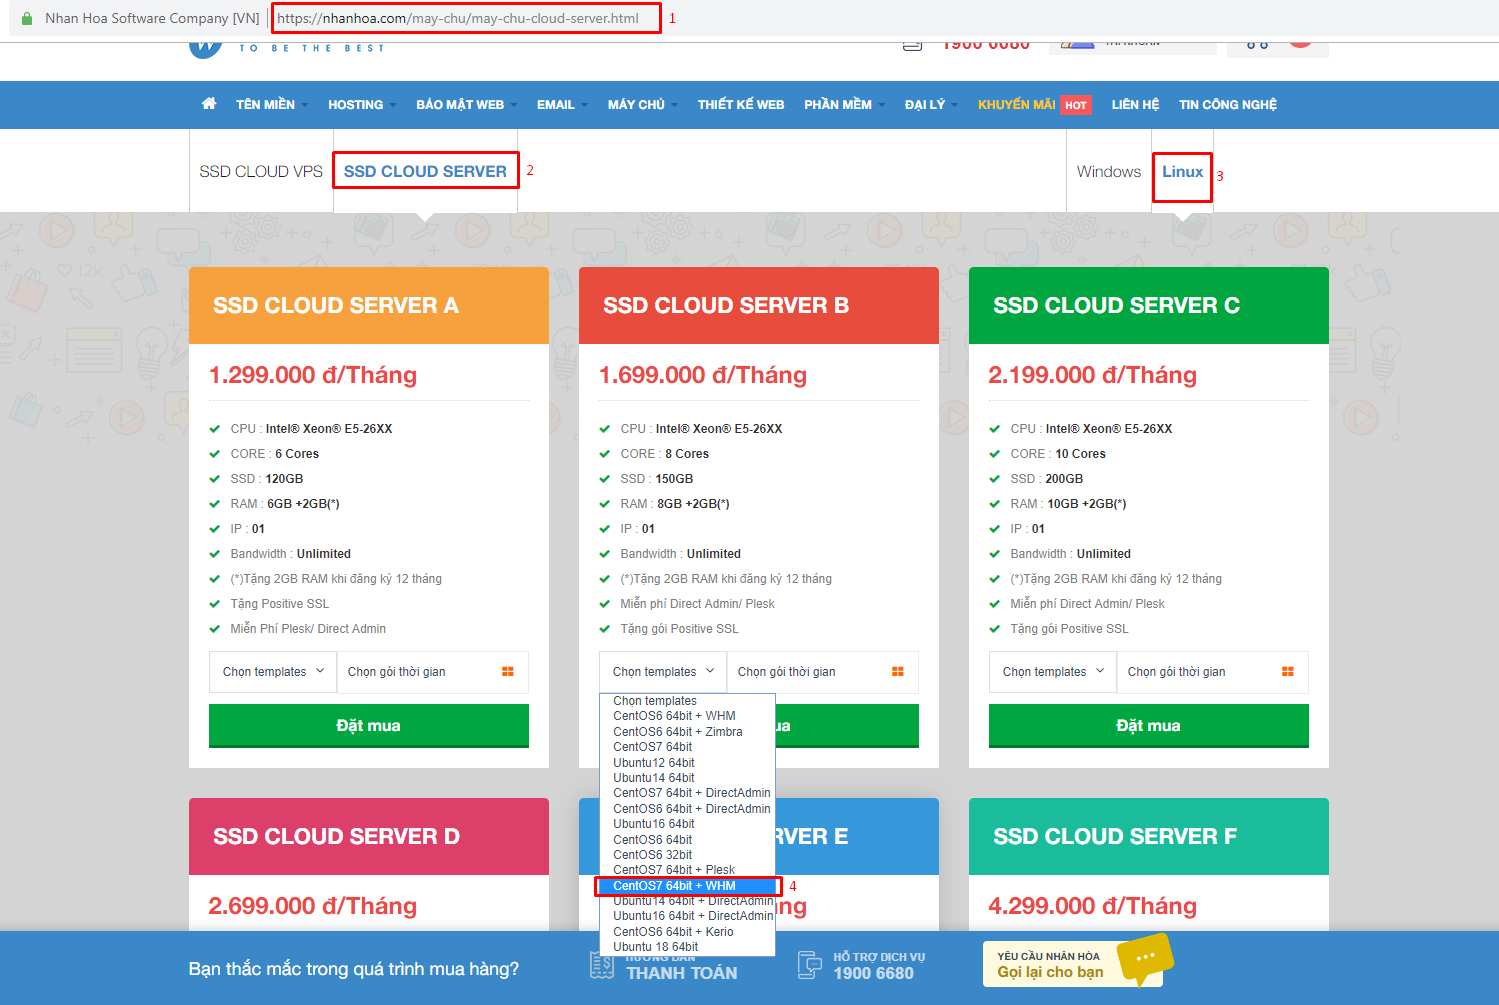 Nhan Hoa Software Company [VN]
https://nhanhoa.com/may-chu/may-chu-cloud-server.html
1
TO BE THE BEST
1900 6680
TÀI KHOẢN
TÊN MIỀN
HOSTING
BẢO MẬT WEB
EMAIL
MÁY CHỦ
THIẾT KẾ WEB
PHẦN MỀM
ĐẠI LÝ
KHUYẾN MÃI HOT
LIÊN HỆ
TIN CÔNG NGHỆ
SSD CLOUD VPS
SSD CLOUD SERVER
2
Windows
Linux
3
12k
SSD CLOUD SERVER A
1.299.000 đ/Tháng
CPU : Intel® Xeon® E5-26XX
CORE : 6 Cores
SSD : 120GB
RAM : 6GB +2GB(*)
IP : 01
Bandwidth : Unlimited
(*)Tặng 2GB RAM khi đăng ký 12 tháng
Tặng Positive SSL
Miễn Phí Plesk/ Direct Admin
Chọn templates
Chọn gói thời gian
Đặt mua
SSD CLOUD SERVER B
1.699.000 đ/Tháng
CPU : Intel® Xeon® E5-26XX
CORE : 8 Cores
SSD : 150GB
RAM : 8GB +2GB(*)
IP : 01
Bandwidth : Unlimited
(*)Tặng 2GB RAM khi đăng ký 12 tháng
Miễn phí Direct Admin/ Plesk
Tặng gói Positive SSL
Chọn templates
Chọn gói thời gian
ua
Chọn templates
CentOS6 64bit + WHM
CentOS6 64bit + Zimbra
CentOS7 64bit
Ubuntu12 64bit
Ubuntu14 64bit
CentOS7 64bit + DirectAdmin
CentOS6 64bit + DirectAdmin
Ubuntu16 64bit
CentOS6 64bit
CentOS6 32bit
CentOS7 64bit + Plesk
CentOS7 64bit + WHM
4
Ubuntu14 64bit + DirectAdmin
Ubuntu16 64bit + DirectAdmin
CentOS6 64bit + Kerio
Ubuntu 18 64bit
SSD CLOUD SERVER C
2.199.000 đ/Tháng
CPU : Intel® Xeon® E5-26XX
CORE : 10 Cores
SSD : 200GB
RAM : 10GB +2GB(*)
IP : 01
Bandwidth : Unlimited
(*)Tặng 2GB RAM khi đăng ký 12 tháng
Miễn phí Direct Admin/ Plesk
Tặng gói Positive SSL
Chọn templates
Chọn gói thời gian
Đặt mua
SSD CLOUD SERVER D
2.699.000 đ/Tháng
RVER E
ng
SSD CLOUD SERVER F
4.299.000 đ/Tháng
Bạn thắc mắc trong quá trình mua hàng?
HƯỚNG DẪN
THANH TOÁN
HỖ TRỢ DỊCH VỤ
1900 6680
YÊU CẦU NHÂN HÒA
Gọi lại cho bạn